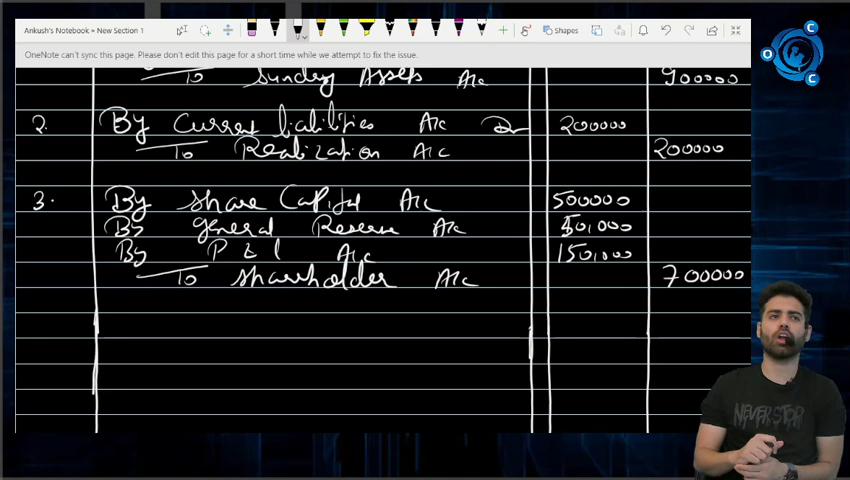 Ankush's Notebook » New Section 1
Shapes
OneNote can't sync this page. Please don't edit this page for a short time while we attempt to fix the issue.
To Sundry Assets A/c 900000
2. By Current liabilities A/c Dr 200000
To Realization A/c 200000
3. By Share Capital A/c 500000
By general Reserve A/c 50,000
By P & L A/c 150,000
To Shareholder A/c 700000
O C C
NEVER STOP